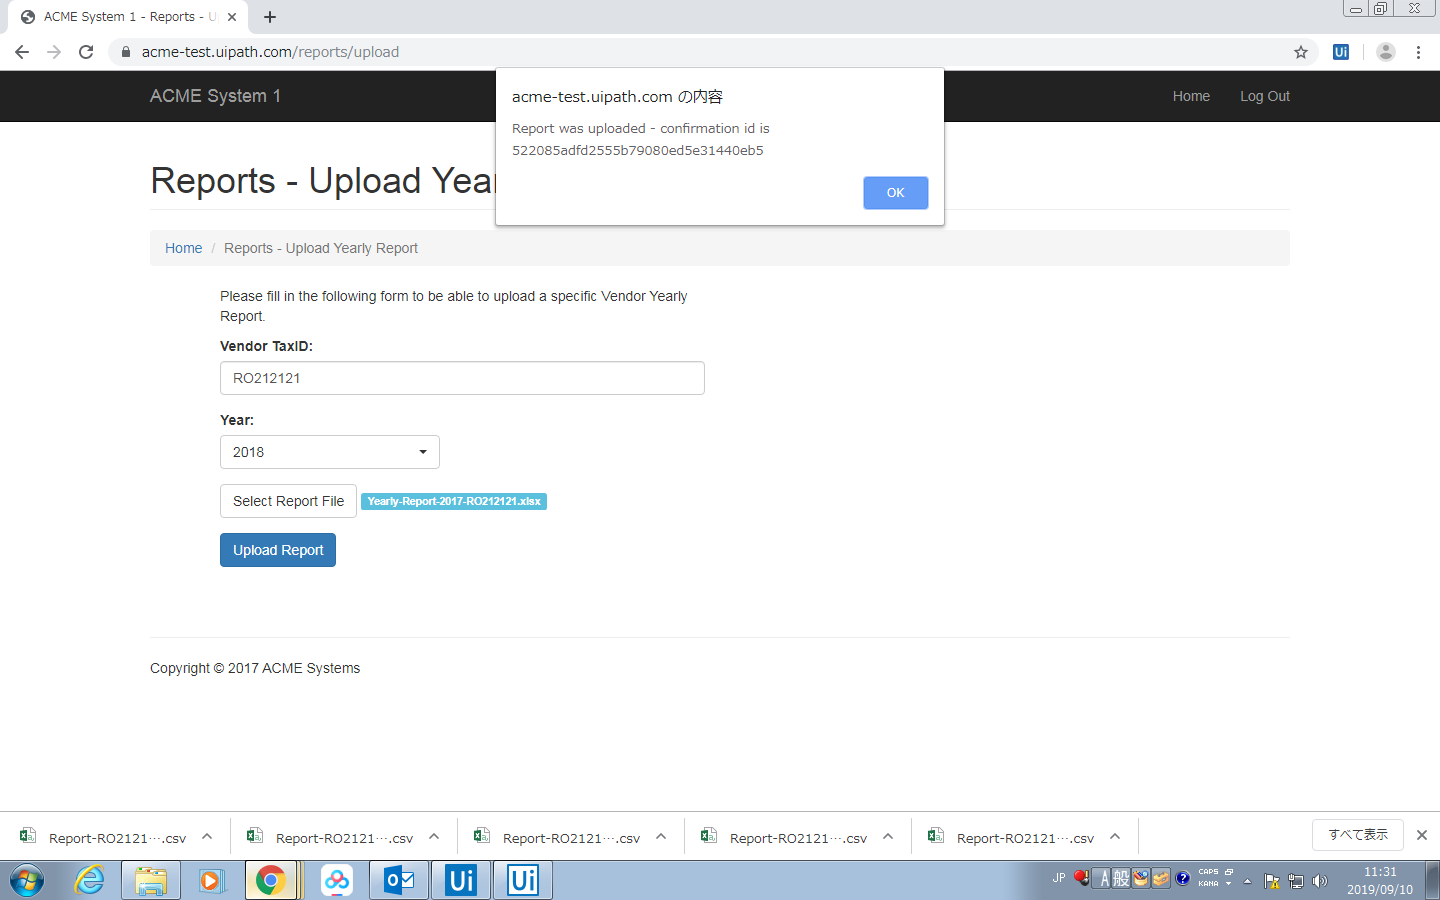 ACME System 1 - Reports - U
acme-test.uipath.com/reports/upload
Ui
ACME System 1
Home
Log Out
acme-test.uipath.com の内容
Report was uploaded - confirmation id is
522085adfd2555b79080ed5e31440eb5
OK
Reports - Upload Year
Home / Reports - Upload Yearly Report
Please fill in the following form to be able to upload a specific Vendor Yearly
Report.
Vendor TaxID:
RO212121
Year:
2018
Select Report File
Yearly-Report-2017-RO212121.xlsx
Upload Report
Copyright © 2017 ACME Systems
Report-RO2121⋯.csv
Report-RO2121⋯.csv
Report-RO2121⋯.csv
Report-RO2121⋯.csv
Report-RO2121⋯.csv
すべて表示
Ui
Ui
JP
A般
CAPS
KANA
11:31
2019/09/10